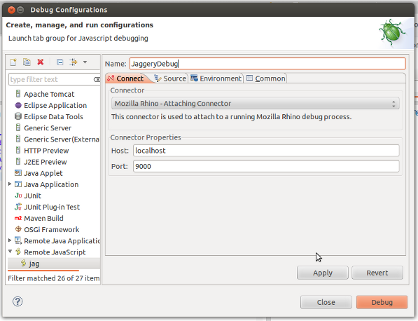 Debug Configurations
Create, manage, and run configurations
Launch tab group for Javascript debugging
type filter text
Apache Tomcat
Eclipse Application
Eclipse Data Tools
Generic Server
Generic Server(Externa
HTTP Preview
J2EE Preview
Java Applet
Java Application
JUnit
JUnit Plug-in Test
Maven Build
OSGi Framework
Remote Java Applicatio
Remote JavaScript
jag
Filter matched 26 of 27 item
Name: JaggeryDebug
Connect Source Environment Common
Connector
Mozilla Rhino - Attaching Connector
This connector is used to attach to a running Mozilla Rhino debug process.
Connector Properties
Host: localhost
Port: 9000
Apply Revert
? Close Debug